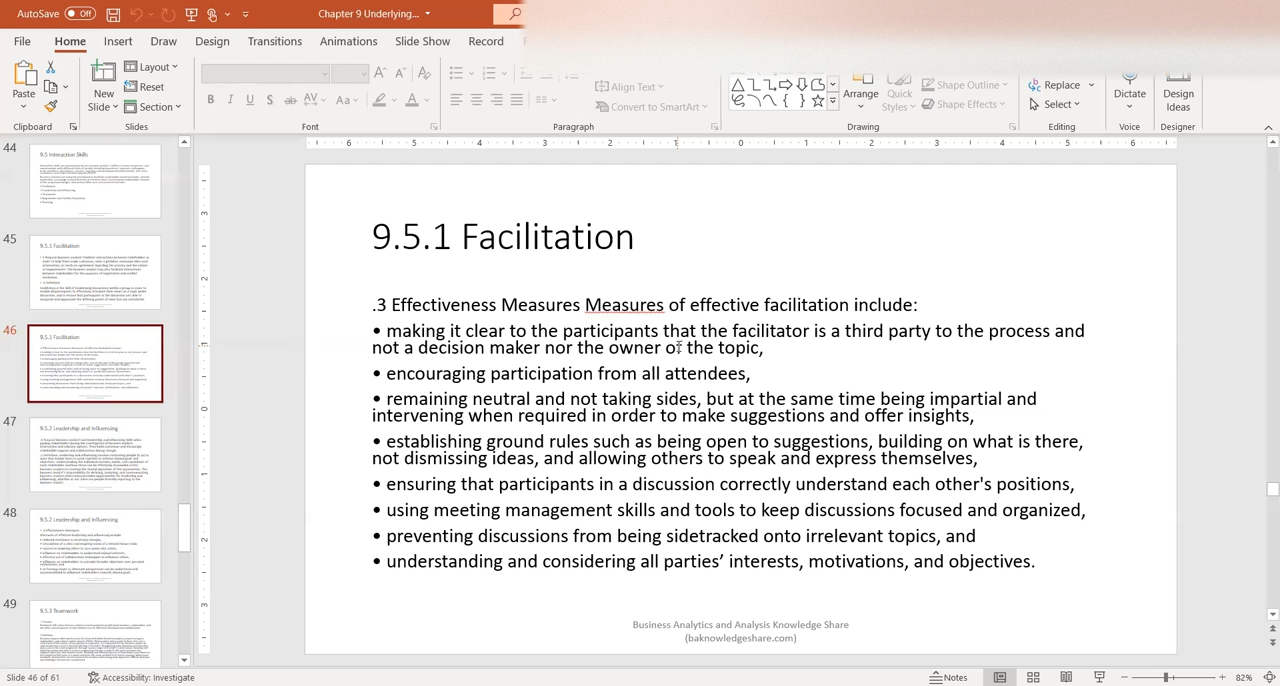 AutoSave Off Chapter 9 Underlying...
File Home Insert Draw Design Transitions Animations Slide Show Record
Paste New Slide Layout Reset Section Align Text Convert to SmartArt Arrange Quick Styles Shape Outline Shape Effects Replace Select Dictate Design Ideas
Clipboard Slides Font Paragraph Drawing Editing Voice Designer
44
9.5 Interaction Skills
45
9.5.1 Facilitation
46
9.5.1 Facilitation
47
9.5.2 Leadership and Influencing
48
9.5.2 Leadership and Influencing
49
9.5.3 Teamwork
9.5.1 Facilitation
.3 Effectiveness Measures Measures of effective facilitation include:
• making it clear to the participants that the facilitator is a third party to the process and
not a decision maker nor the owner of the topic,
• encouraging participation from all attendees,
• remaining neutral and not taking sides, but at the same time being impartial and
intervening when required in order to make suggestions and offer insights,
• establishing ground rules such as being open to suggestions, building on what is there,
not dismissing ideas, and allowing others to speak and express themselves,
• ensuring that participants in a discussion correctly understand each other's positions,
• using meeting management skills and tools to keep discussions focused and organized,
• preventing discussions from being sidetracked onto irrelevant topics, and
• understanding and considering all parties' interests, motivations, and objectives.
Business Analytics and Analysis Knowledge Share
(baknowledgeshare.com)
Slide 46 of 61 Accessibility: Investigate Notes 82%